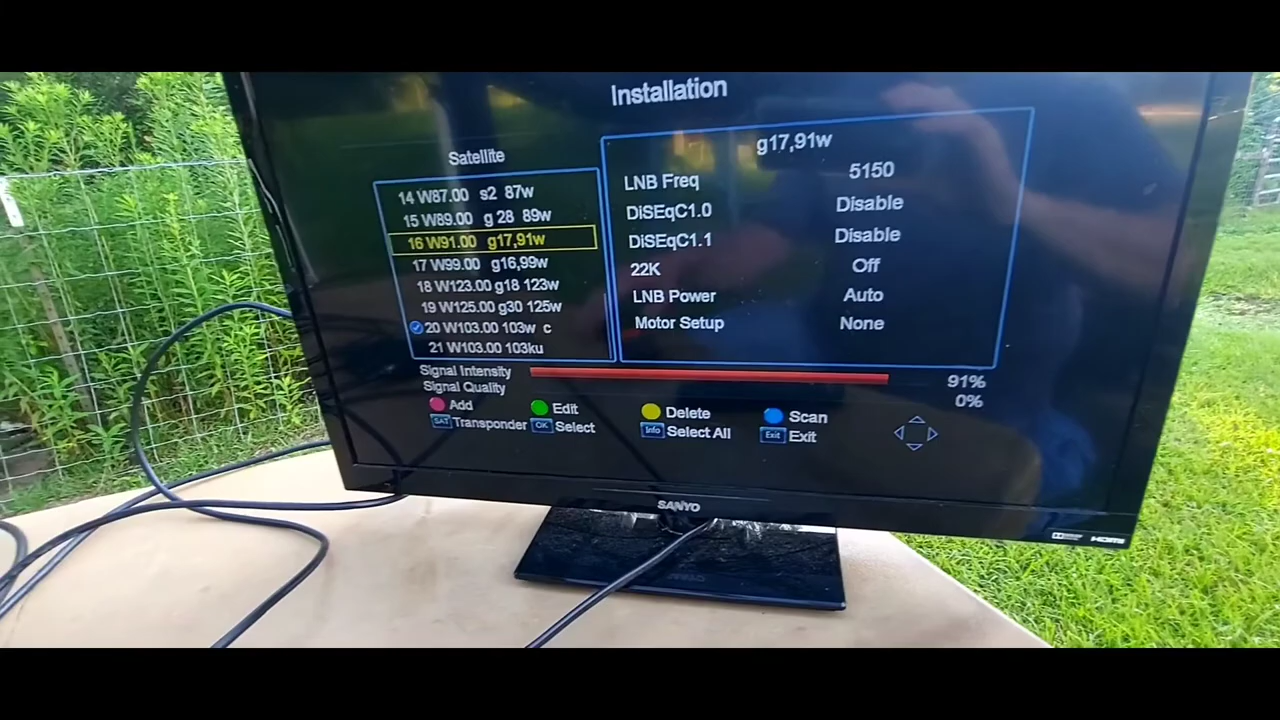 Installation
Satellite
14 W87.00 s2 87w
15 W89.00 g 28 89w
16 W91.00 g17,91w
17 W99.00 g16,99w
18 W123.00 g18 123w
19 W125.00 g30 125w
20 W103.00 103w c
21 W103.00 103ku
g17,91w
LNB Freq 5150
DiSEqC1.0 Disable
DiSEqC1.1 Disable
22K Off
LNB Power Auto
Motor Setup None
Signal Intensity 91%
Signal Quality 0%
Add Edit Delete Scan
SAT Transponder OK Select Info Select All Exit Exit
SANYO
HDMI